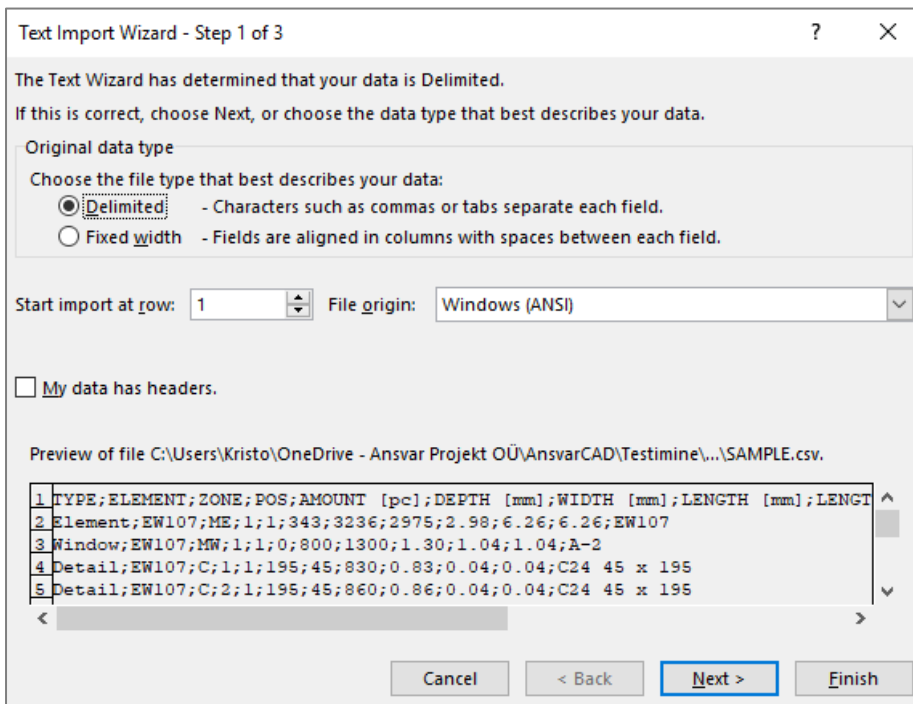 Text Import Wizard - Step 1 of 3 ?
The Text Wizard has determined that your data is Delimited.
If this is correct, choose Next, or choose the data type that best describes your data.
Original data type
Choose the file type that best describes your data:
Delimited - Characters such as commas or tabs separate each field.
Fixed width - Fields are aligned in columns with spaces between each field.
Start import at row: 1 File origin: Windows (ANSI)
My data has headers.
Preview of file C:\Users\Kristo\OneDrive - Ansvar Projekt OÜ\AnsvarCAD\Testimine\...\SAMPLE.csv.
1 TYPE;ELEMENT;ZONE;POS;AMOUNT [pc];DEPTH [mm];WIDTH [mm];LENGTH [mm];LENGT
2 Element;EW107;ME;1;1;343;3236;2975;2.98;6.26;6.26;EW107
3 Window;EW107;MW;1;1;0;800;1300;1.30;1.04;1.04;A-2
4 Detail;EW107;C;1;1;195;45;830;0.83;0.04;0.04;C24 45 x 195
5 Detail;EW107;C;2;1;195;45;860;0.86;0.04;0.04;C24 45 x 195
Cancel < Back Next > Finish